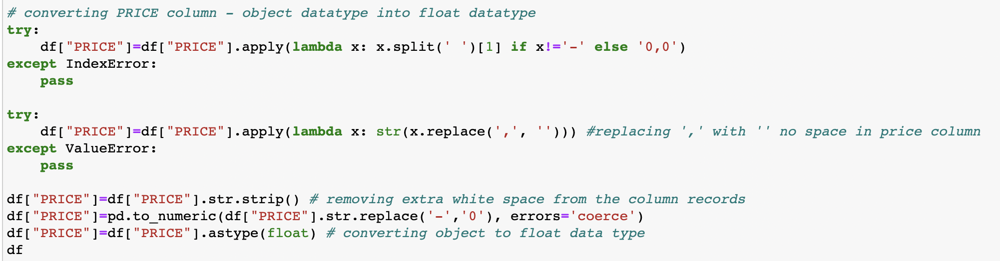 # converting PRICE column - object datatype into float datatype
try:
    df["PRICE"]=df["PRICE"].apply(lambda x: x.split(' ')[1] if x!='-' else '0,0')
except IndexError:
    pass

try:
    df["PRICE"]=df["PRICE"].apply(lambda x: str(x.replace(',', ''))) #replacing ',' with '' no space in price column
except ValueError:
    pass

df["PRICE"]=df["PRICE"].str.strip() # removing extra white space from the column records
df["PRICE"]=pd.to_numeric(df["PRICE"].str.replace('-','0'), errors='coerce')
df["PRICE"]=df["PRICE"].astype(float) # converting object to float data type
df